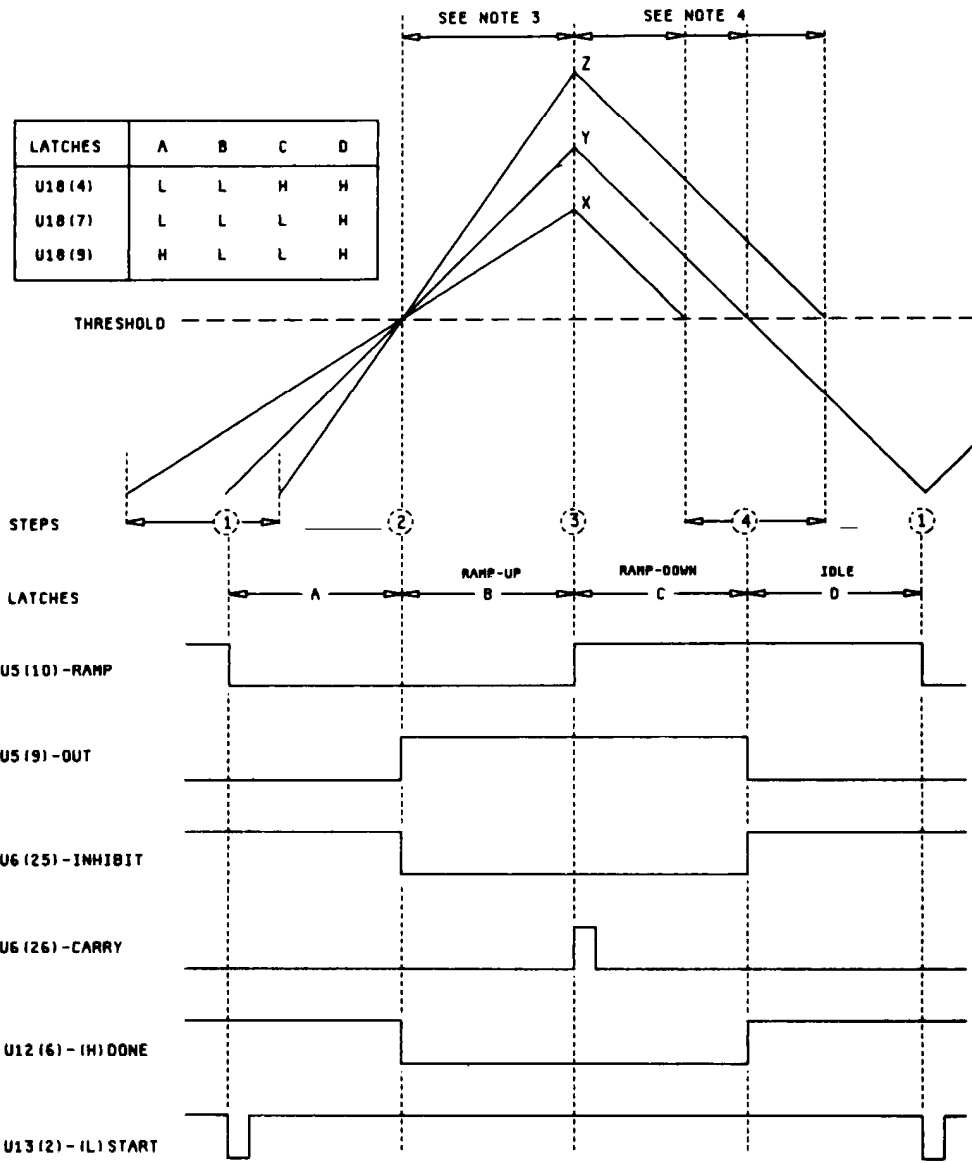 SEE NOTE 3 SEE NOTE 4
Z
Y
X
LATCHES A B C D
U18(4) L L H H
U18(7) L L L H
U18(9) H L L H
THRESHOLD
STEPS 1 2 3 4 1
LATCHES A RAMP-UP B RAMP-DOWN C IDLE D
U5(10)-RAMP
U5(9)-OUT
U6(25)-INHIBIT
U6(26)-CARRY
U12(6)-(H)DONE
U13(2)-(L)START